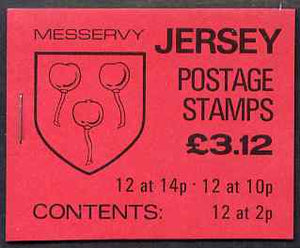 MESSERVY
JERSEY
POSTAGE
STAMPS
£3.12
12 at 14p · 12 at 10p
CONTENTS: 12 at 2p